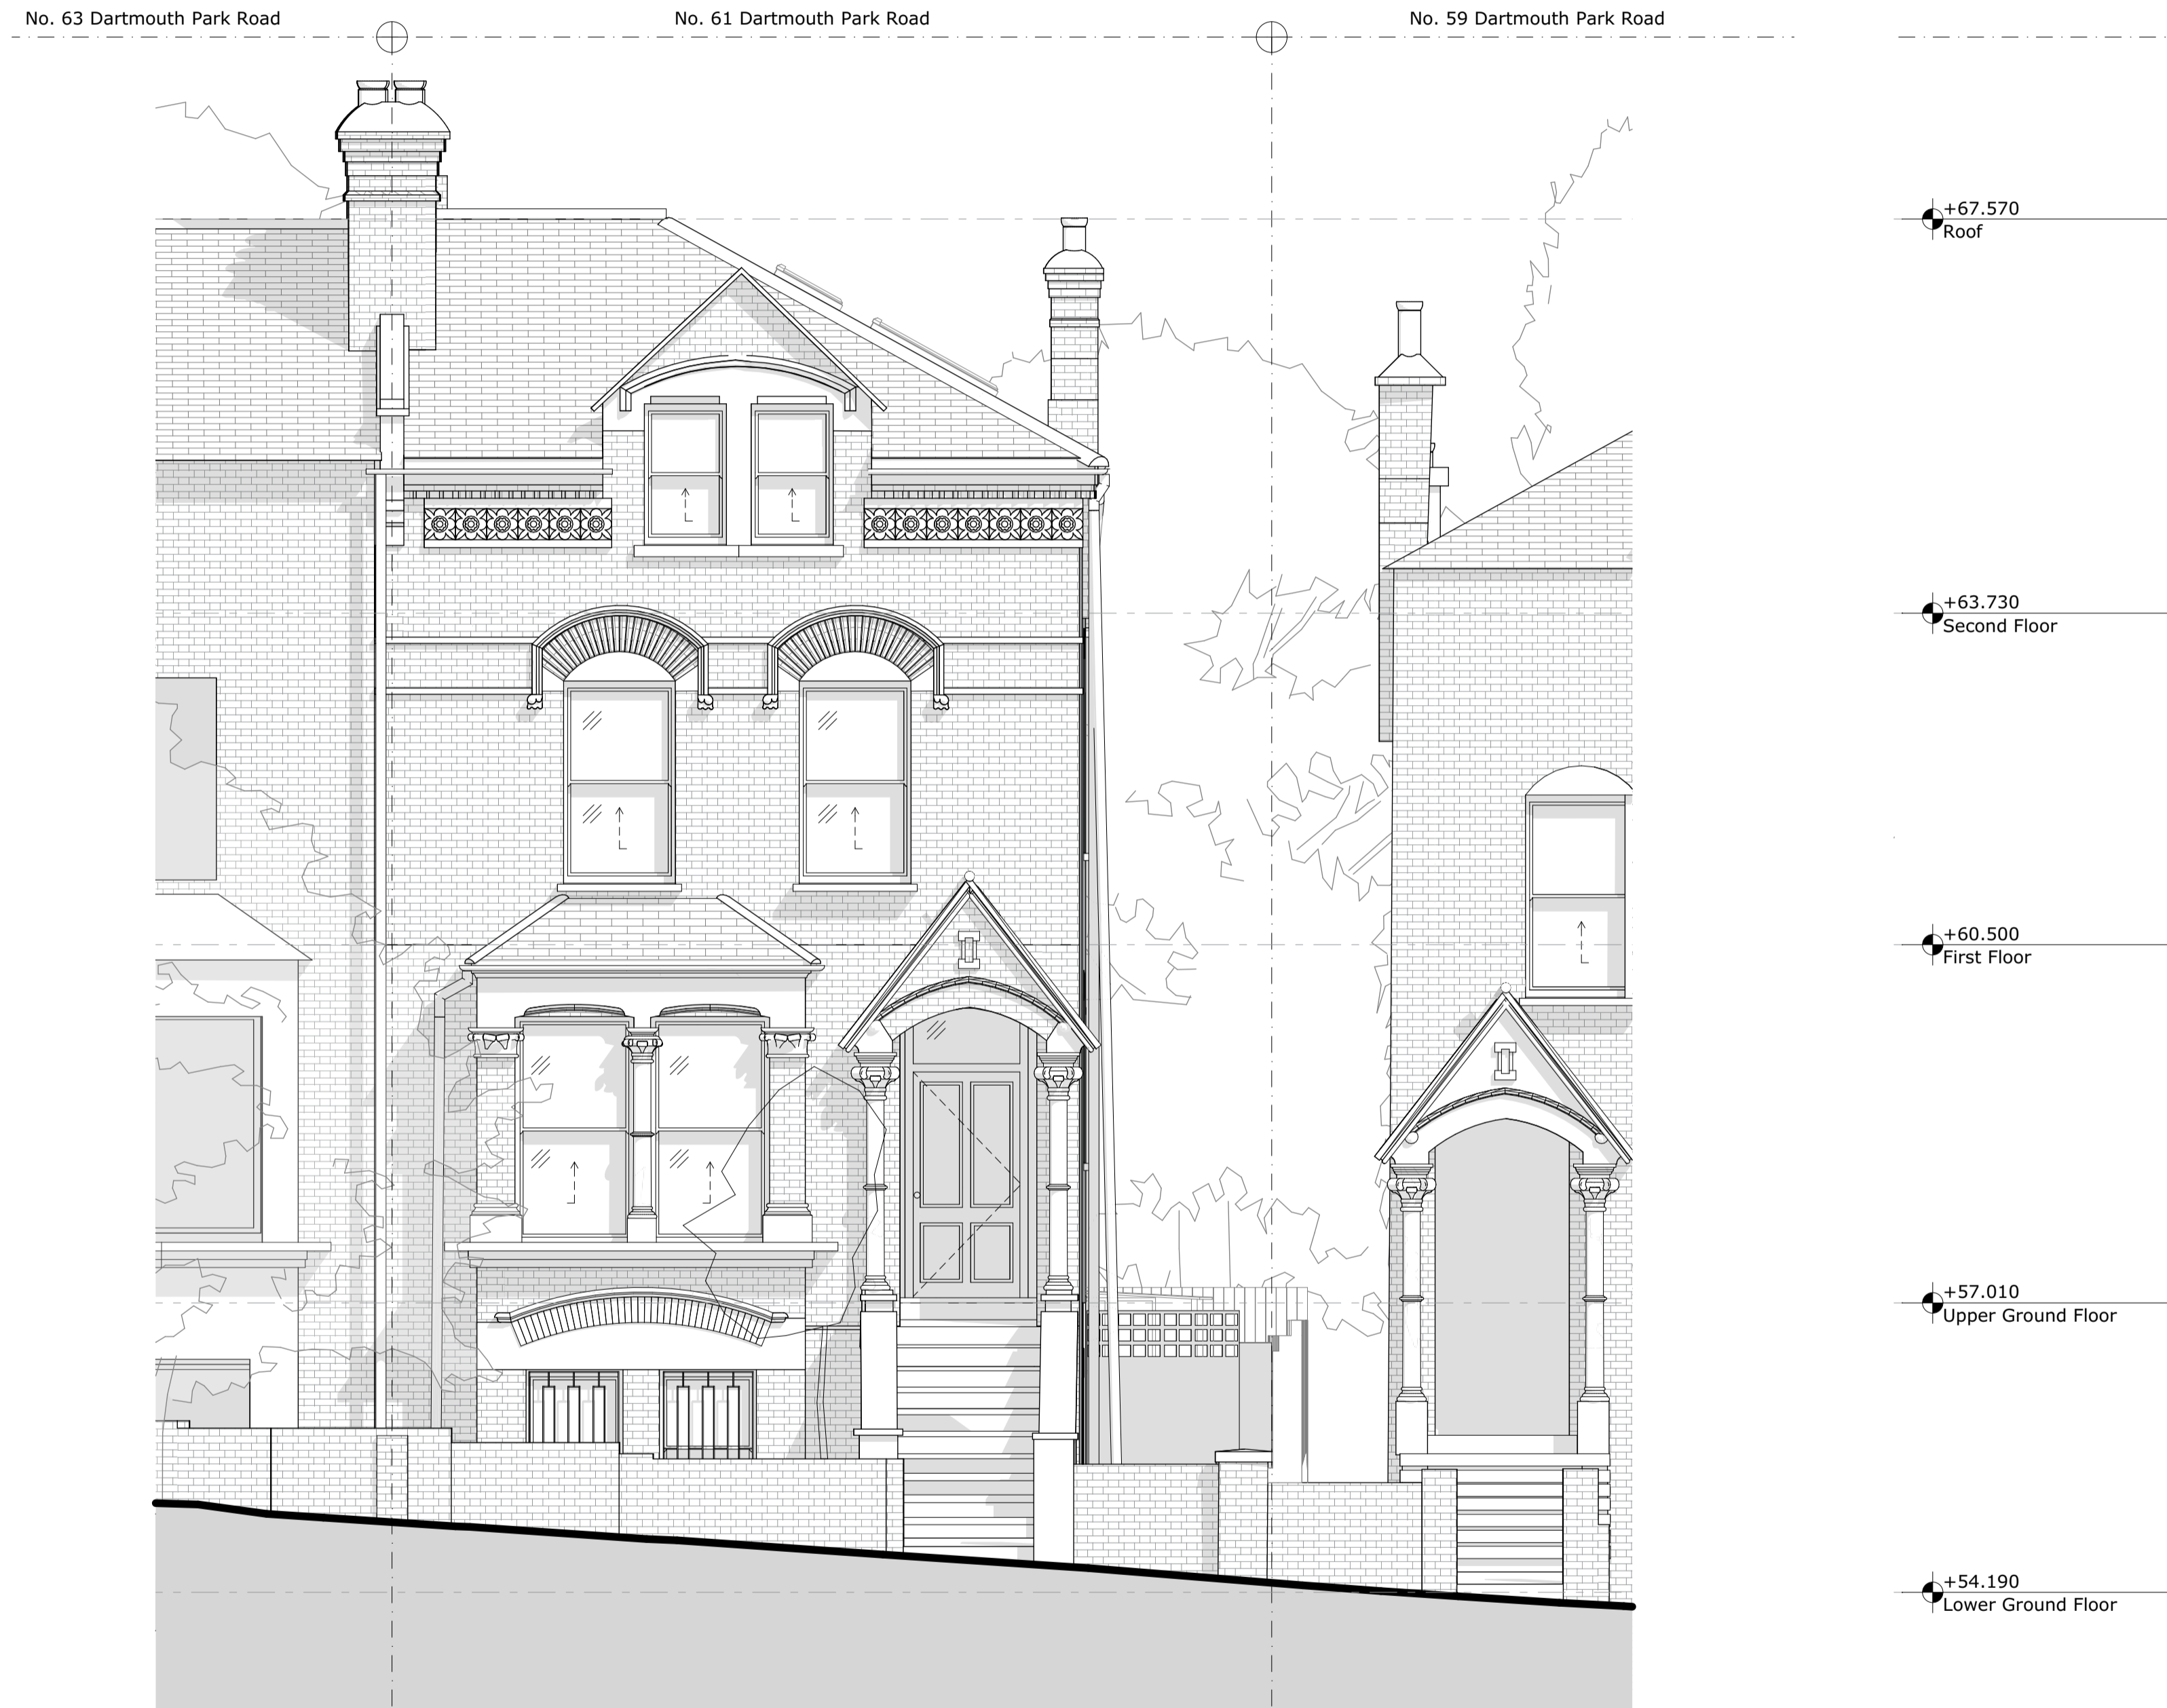 No. 63 Dartmouth Park Road
No. 61 Dartmouth Park Road
No. 59 Dartmouth Park Road
+67.570
Roof
+63.730
Second Floor
+60.500
First Floor
+57.010
Upper Ground Floor
+54.190
Lower Ground Floor